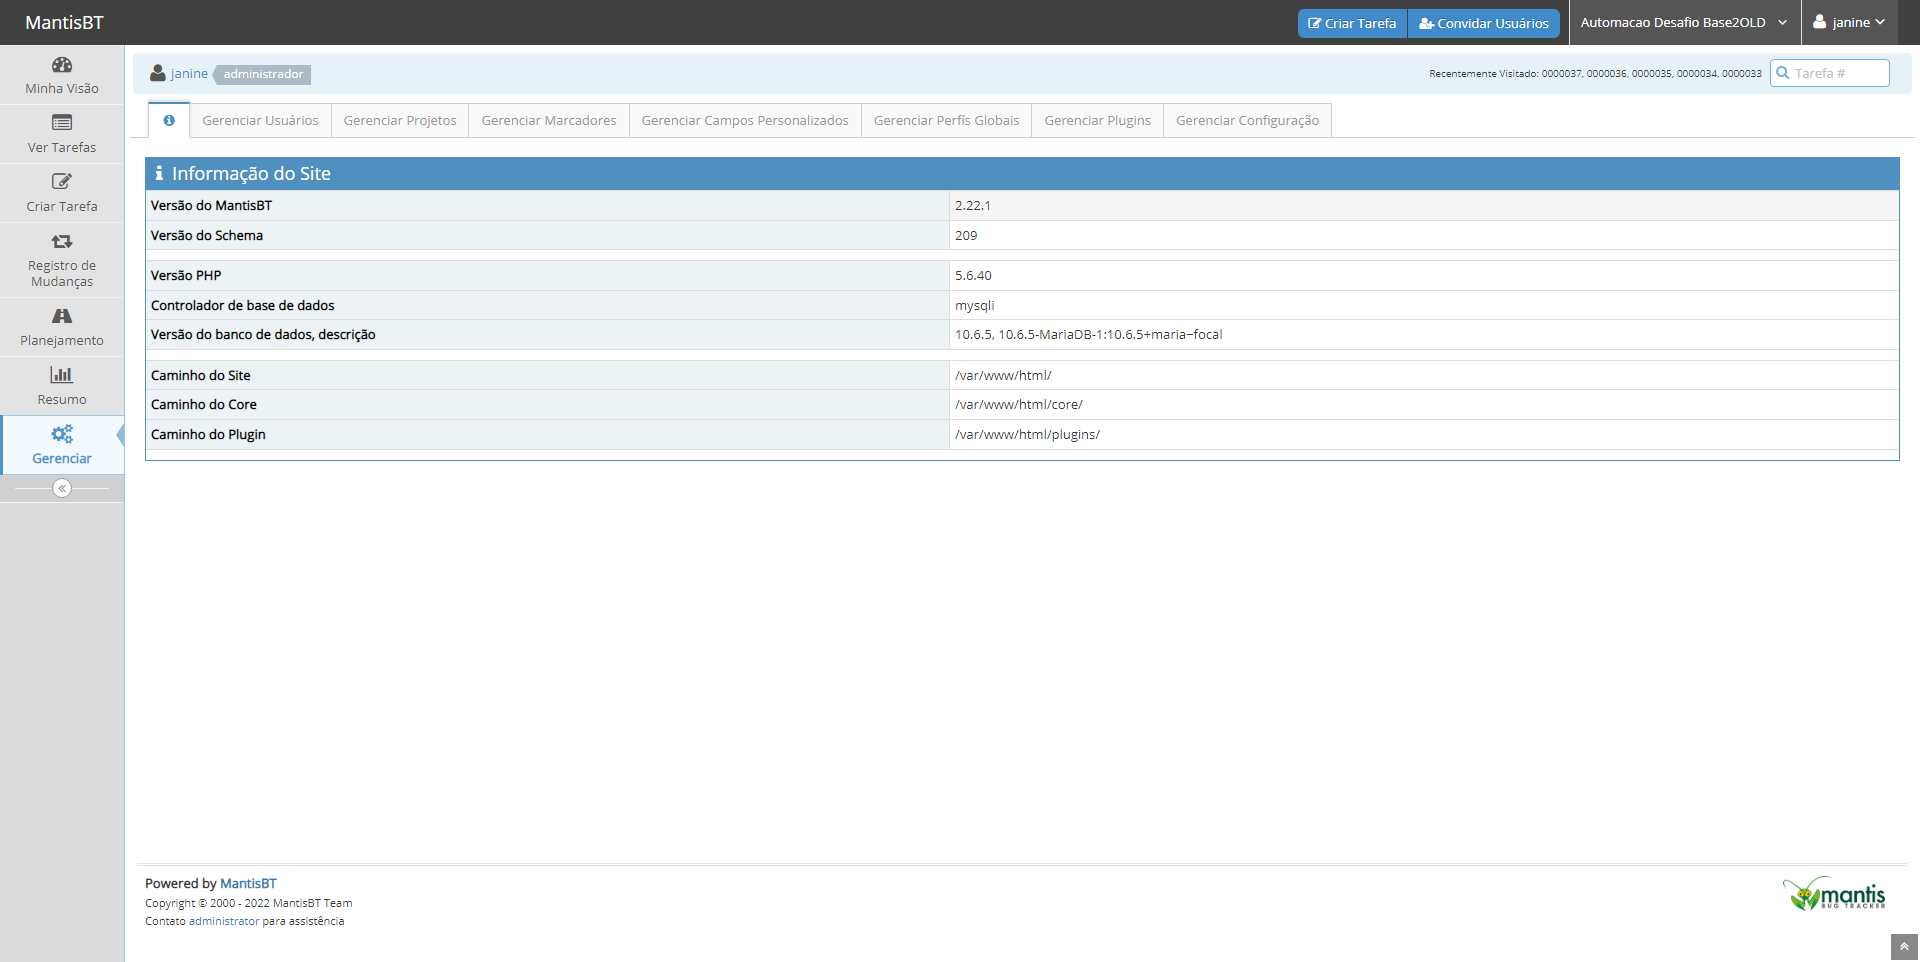 MantisBT
Criar Tarefa
Convidar Usuários
Automacao Desafio Base2OLD
janine
Minha Visão
Ver Tarefas
Criar Tarefa
Registro de
Mudanças
Planejamento
Resumo
Gerenciar
janine administrador
Recentemente Visitado: 0000037, 0000036, 0000035, 0000034, 0000033
Tarefa #
Gerenciar Usuários
Gerenciar Projetos
Gerenciar Marcadores
Gerenciar Campos Personalizados
Gerenciar Perfís Globais
Gerenciar Plugins
Gerenciar Configuração
Informação do Site
Versão do MantisBT 2.22.1
Versão do Schema 209
Versão PHP 5.6.40
Controlador de base de dados mysqli
Versão do banco de dados, descrição 10.6.5, 10.6.5-MariaDB-1:10.6.5+maria~focal
Caminho do Site /var/www/html/
Caminho do Core /var/www/html/core/
Caminho do Plugin /var/www/html/plugins/
Powered by MantisBT
Copyright © 2000 - 2022 MantisBT Team
Contato administrator para assistência
mantis
BUG TRACKER